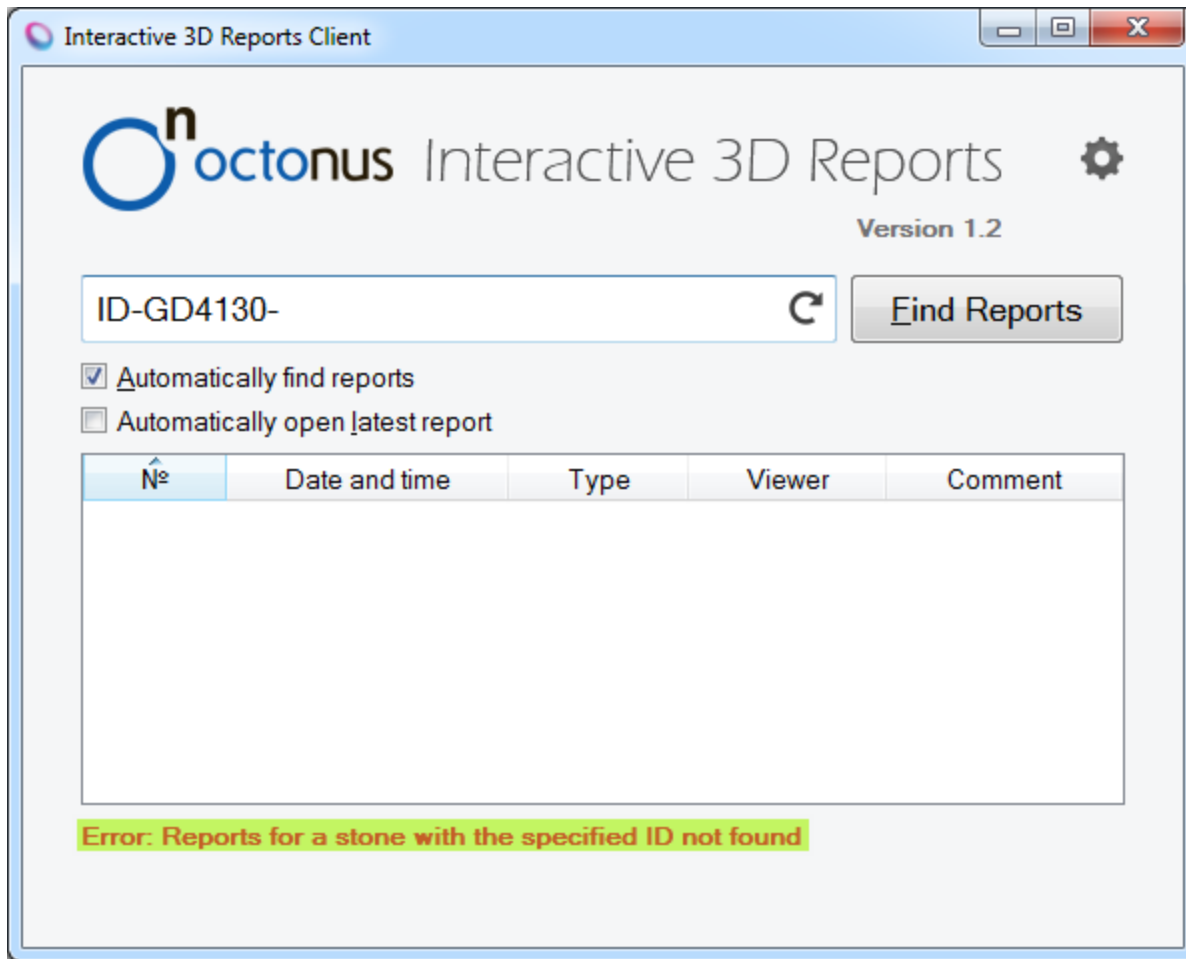 Interactive 3D Reports Client
On octonus Interactive 3D Reports
Version 1.2
ID-GD4130- Find Reports
Automatically find reports
Automatically open latest report
№ Date and time Type Viewer Comment
Error: Reports for a stone with the specified ID not found